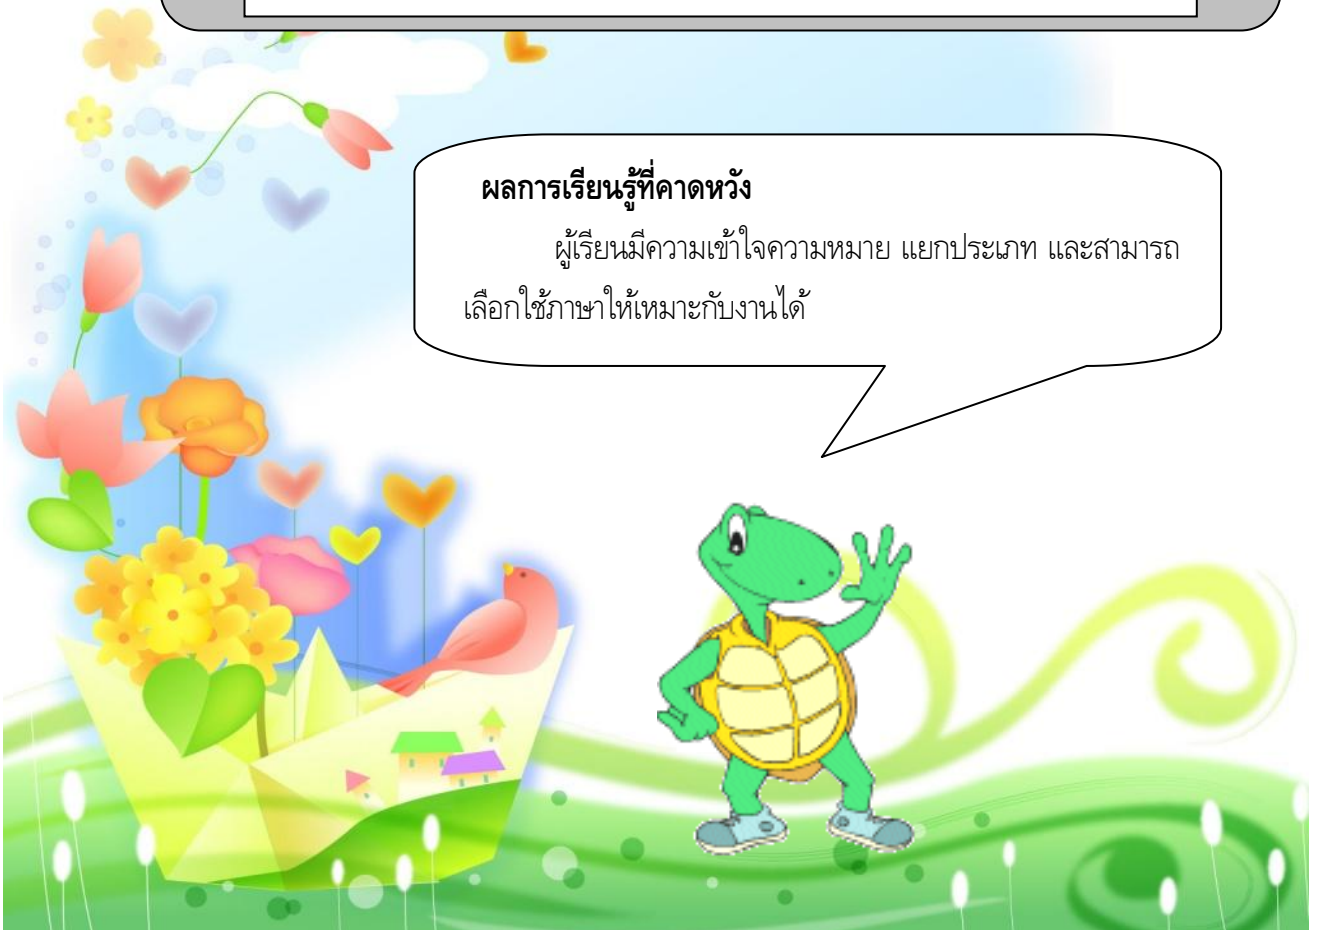 ผลการเรียนรู้ที่คาดหวัง
ผู้เรียนมีความเข้าใจความหมาย แยกประเภท และสามารถ
เลือกใช้ภาษาให้เหมาะกับงานได้